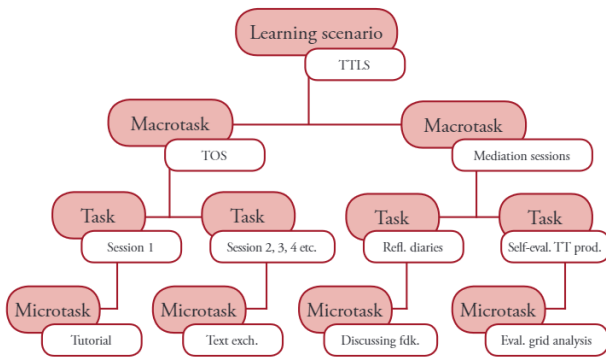 Learning scenario
TTLS
Macrotask
Macrotask
TOS
Mediation sessions
Task
Task
Task
Task
Session 1
Session 2, 3, 4 etc.
Refl. diaries
Self-eval. TT prod.
Microtask
Microtask
Microtask
Microtask
Tutorial
Text exch.
Discussing fdk.
Eval. grid analysis